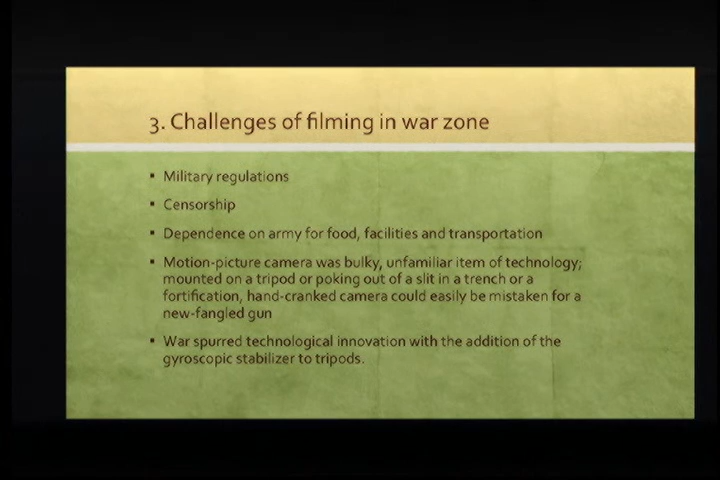 3. Challenges of filming in war zone
▪ Military regulations
▪ Censorship
▪ Dependence on army for food, facilities and transportation
▪ Motion-picture camera was bulky, unfamiliar item of technology;
mounted on a tripod or poking out of a slit in a trench or a
fortification, hand-cranked camera could easily be mistaken for a
new-fangled gun
▪ War spurred technological innovation with the addition of the
gyroscopic stabilizer to tripods.